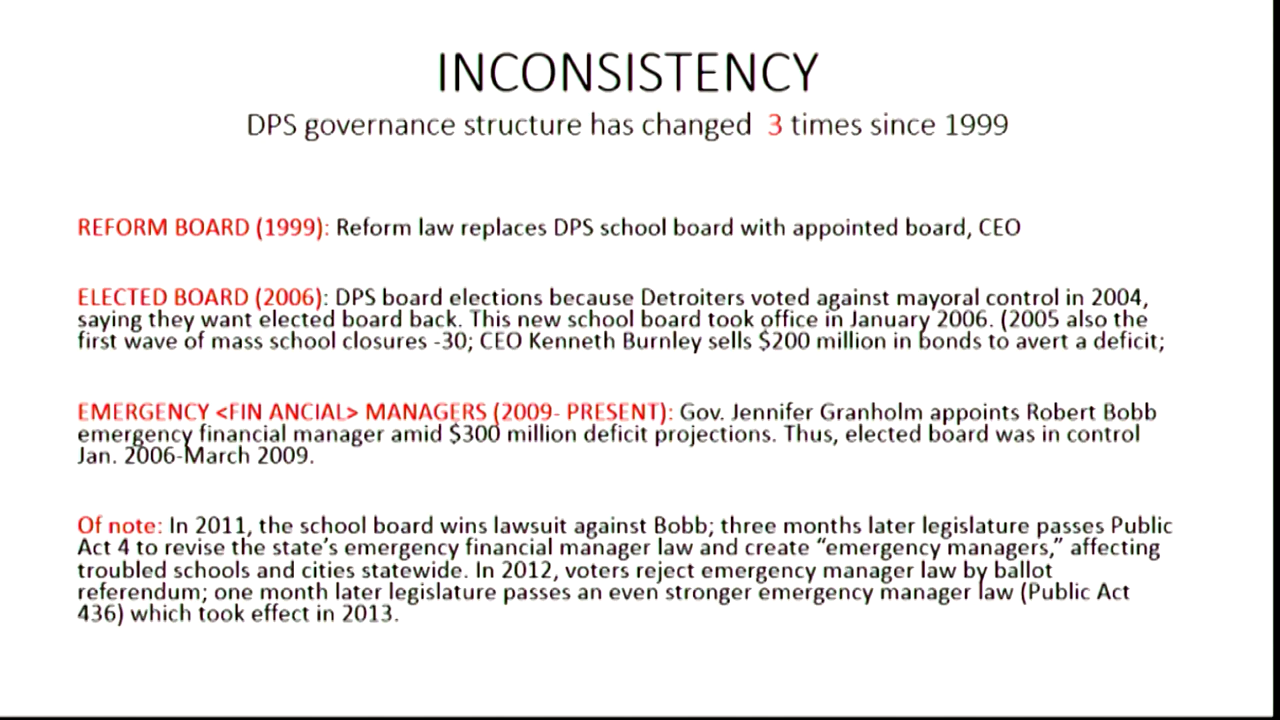 INCONSISTENCY
DPS governance structure has changed 3 times since 1999
REFORM BOARD (1999): Reform law replaces DPS school board with appointed board, CEO
ELECTED BOARD (2006): DPS board elections because Detroiters voted against mayoral control in 2004,
saying they want elected board back. This new school board took office in January 2006. (2005 also the
first wave of mass school closures -30; CEO Kenneth Burnley sells $200 million in bonds to avert a deficit;
EMERGENCY <FIN ANCIAL> MANAGERS (2009- PRESENT): Gov. Jennifer Granholm appoints Robert Bobb
emergency financial manager amid $300 million deficit projections. Thus, elected board was in control
Jan. 2006-March 2009.
Of note: In 2011, the school board wins lawsuit against Bobb; three months later legislature passes Public
Act 4 to revise the state’s emergency financial manager law and create “emergency managers,” affecting
troubled schools and cities statewide. In 2012, voters reject emergency manager law by ballot
referendum; one month later legislature passes an even stronger emergency manager law (Public Act
436) which took effect in 2013.